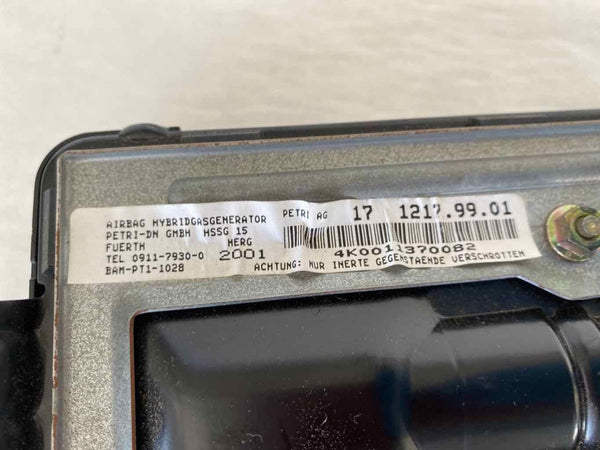 AIRBAG HYBRIDGASGENERATOR PETRI AG 17 1217.99.01
PETRI-DN GMBH HSSG 15
FUERTH HERG
TEL 0911-7930-0 2001 4K0011370082
BAM-PT1-1028 ACHTUNG: NUR INERTE GEGENSTAENDE VERSCHROTTEN